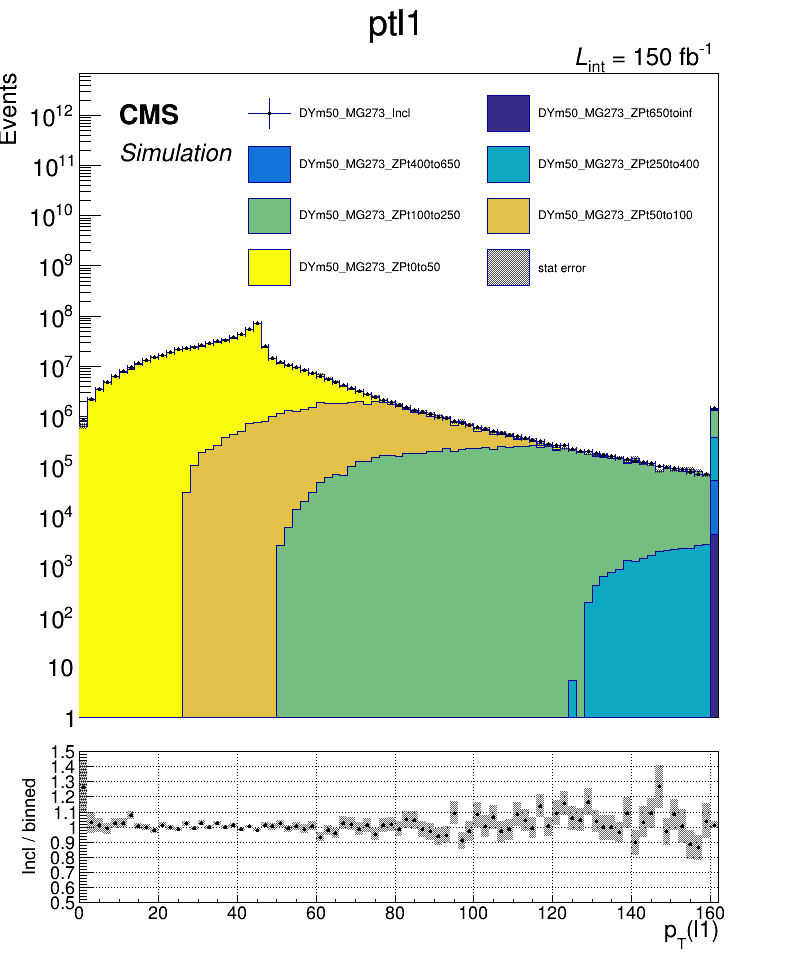 ptl1
L_int = 150 fb^-1
Events
CMS
Simulation
DYm50_MG273_Incl
DYm50_MG273_ZPt650toinf
DYm50_MG273_ZPt400to650
DYm50_MG273_ZPt250to400
DYm50_MG273_ZPt100to250
DYm50_MG273_ZPt50to100
DYm50_MG273_ZPt0to50
stat error
10^12
10^11
10^10
10^9
10^8
10^7
10^6
10^5
10^4
10^3
10^2
10
1
Incl / binned
1.5
1.4
1.3
1.2
1.1
1
0.9
0.8
0.7
0.6
0.5
0 20 40 60 80 100 120 140 160
p_T(l1)